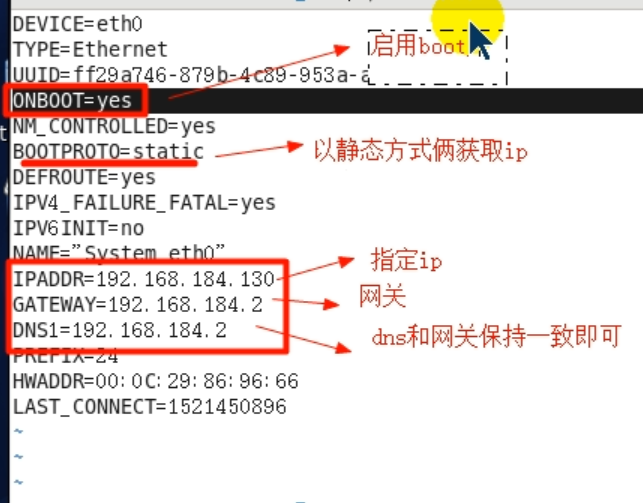 DEVICE=eth0
TYPE=Ethernet
启用boot
UUID=ff29a746-879b-4c89-953a-a
ONBOOT=yes
NM_CONTROLLED=yes
BOOTPROTO=static
以静态方式俩获取ip
DEFROUTE=yes
IPV4_FAILURE_FATAL=yes
IPV6INIT=no
NAME="System eth0"
IPADDR=192.168.184.130
指定ip
GATEWAY=192.168.184.2
网关
DNS1=192.168.184.2
dns和网关保持一致即可
PREFIX=24
HWADDR=00:0C:29:86:96:66
LAST_CONNECT=1521450896
~
~
~